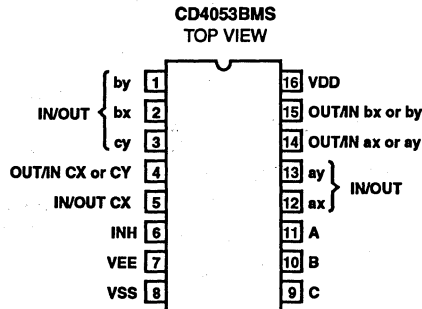 CD4053BMS
TOP VIEW
by 1 16 VDD
IN/OUT bx 2 15 OUT/IN bx or by
cy 3 14 OUT/IN ax or ay
OUT/IN CX or CY 4 13 ay IN/OUT
IN/OUT CX 5 12 ax
INH 6 11 A
VEE 7 10 B
VSS 8 9 C